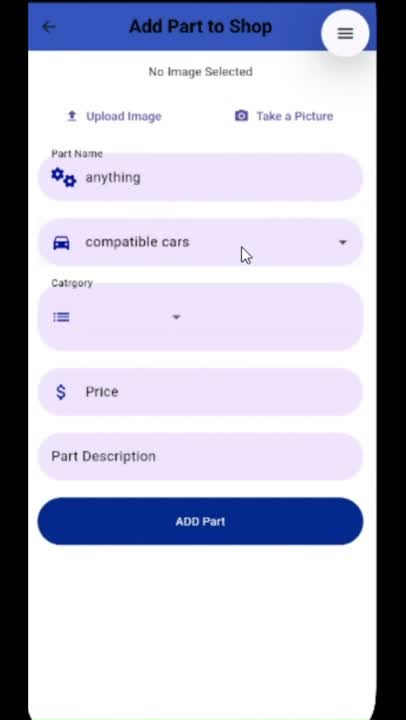 Add Part to Shop
No Image Selected
Upload Image
Take a Picture
Part Name
anything
compatible cars
Catrgory
$ Price
Part Description
ADD Part